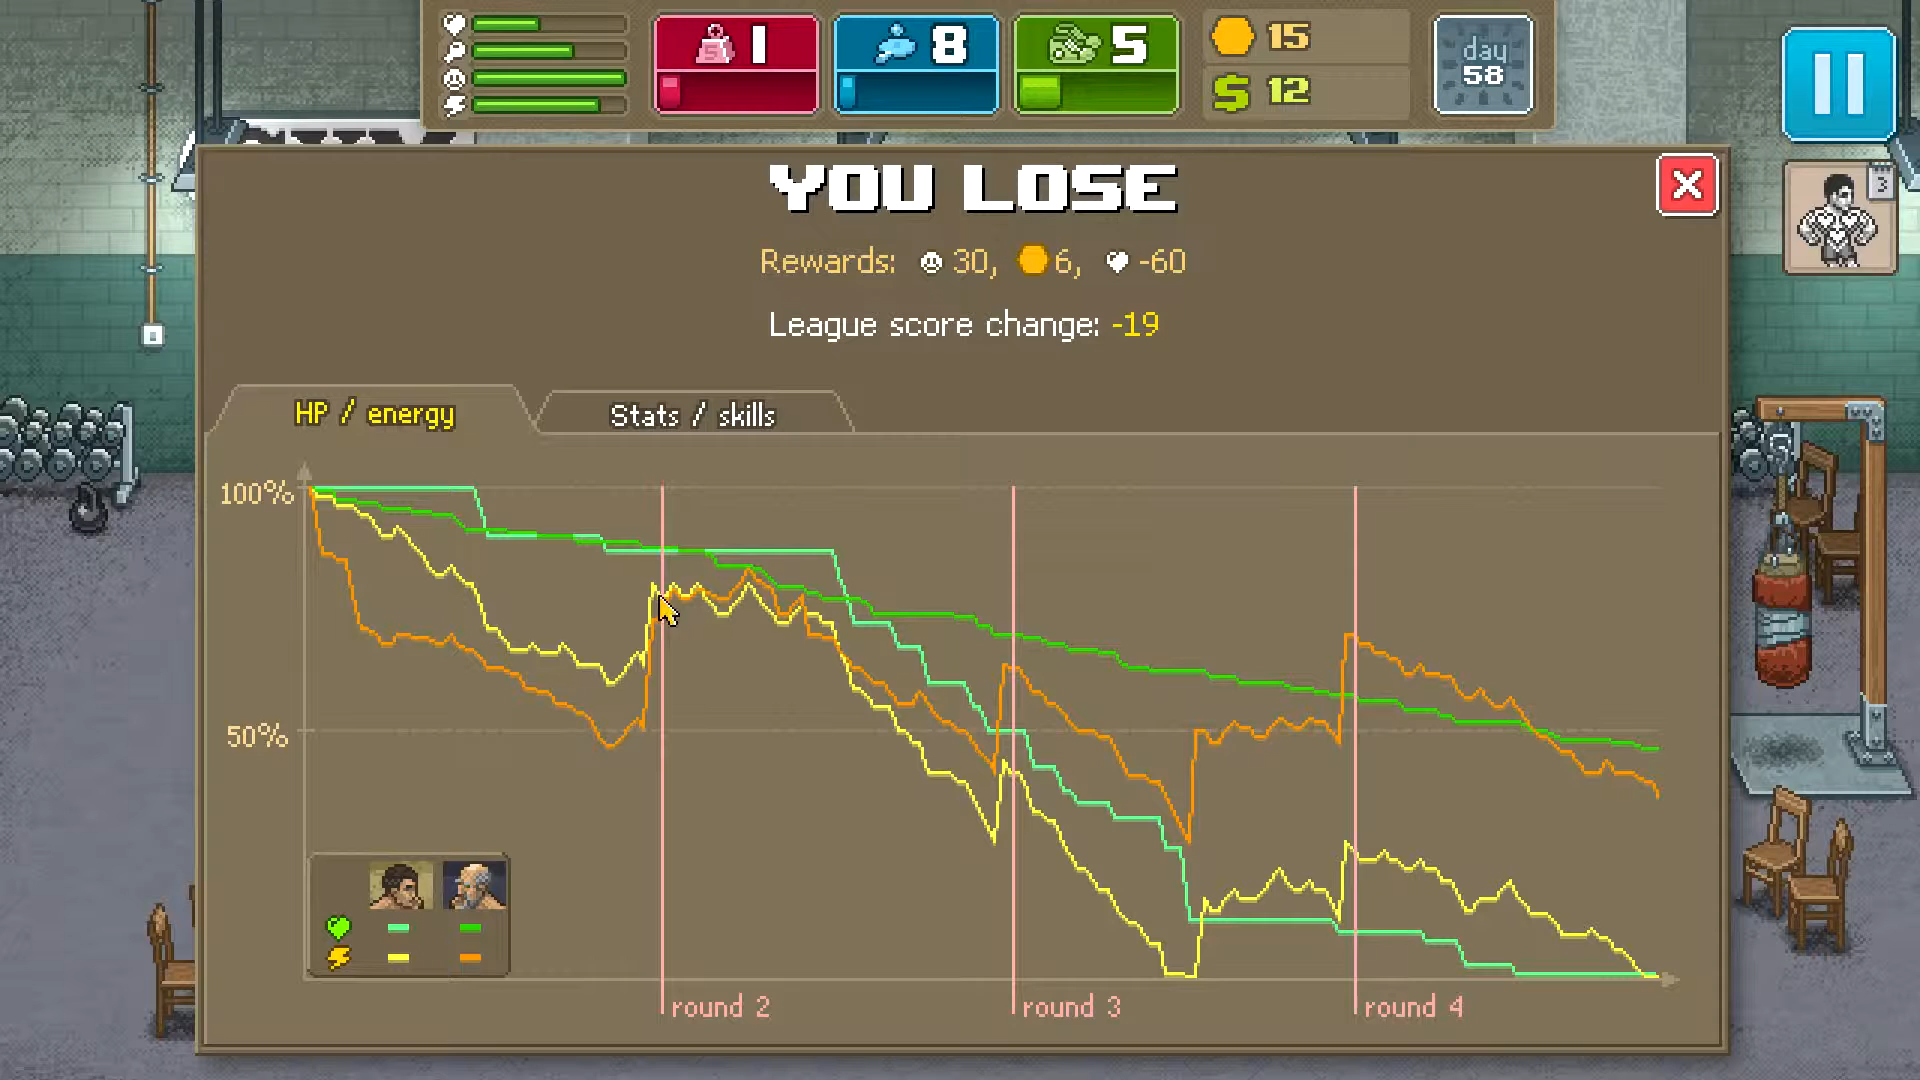 1
8
5
15
12
day
58
3
YOU LOSE
Rewards: 30, 6, -60
League score change: -19
HP / energy
Stats / skills
100%
50%
round 2
round 3
round 4